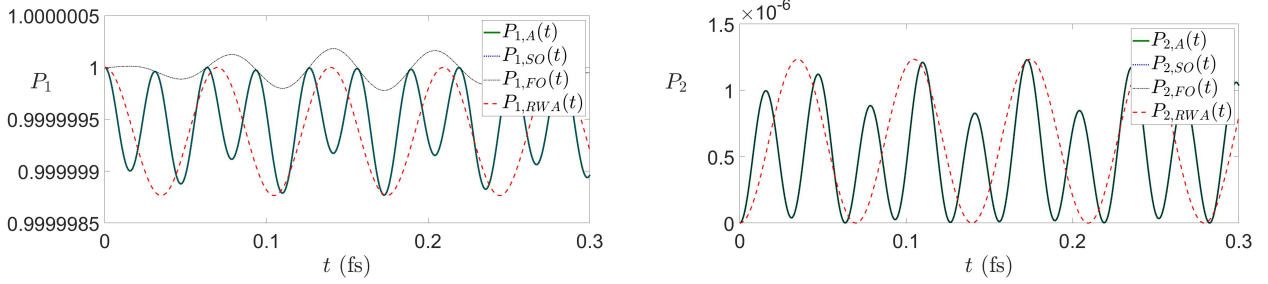 1.0000005
1
0.9999995
0.999999
0.9999985
P₁
0
0.1
0.2
0.3
t (fs)
P₁,A(t)
P₁,SO(t)
P₁,FO(t)
P₁,RWA(t)
×10⁻⁶
1.5
1
0.5
0
P₂
0
0.1
0.2
0.3
t (fs)
P₂,A(t)
P₂,SO(t)
P₂,FO(t)
P₂,RWA(t)